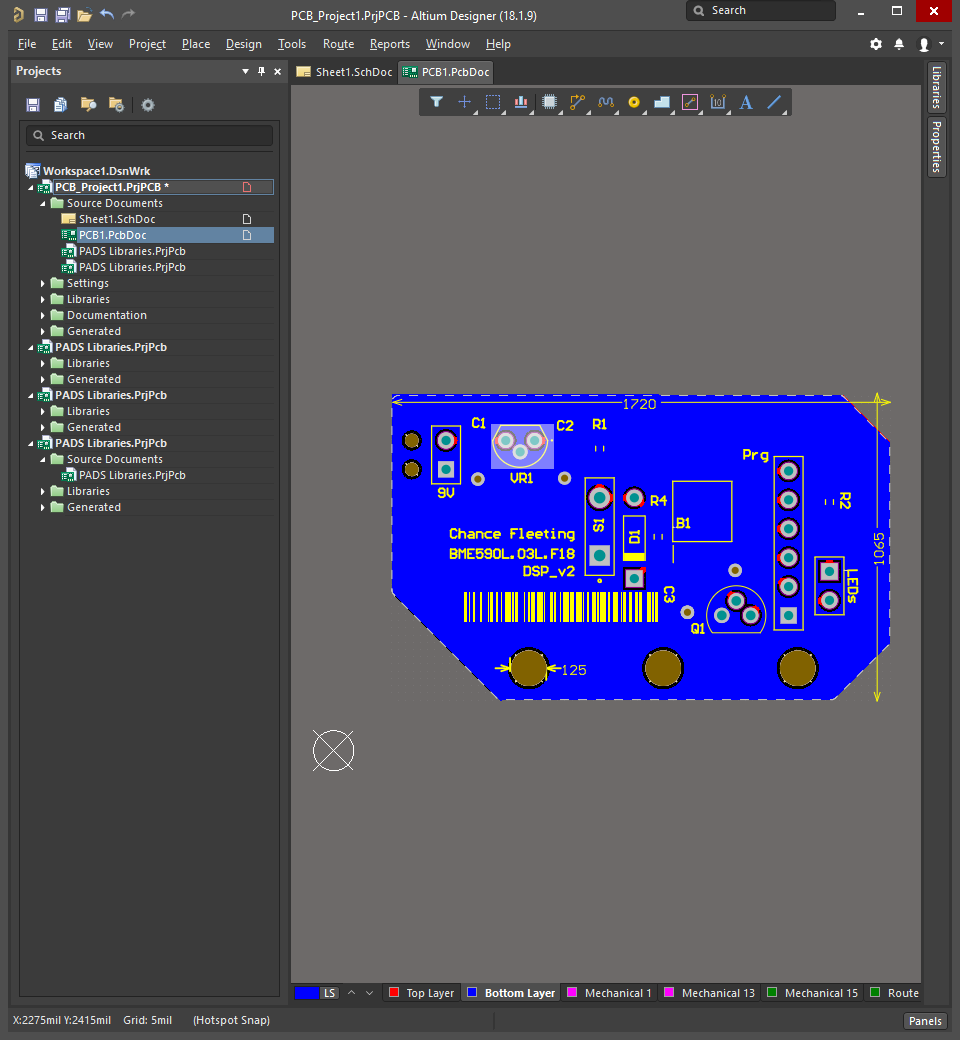 PCB_Project1.PrjPCB - Altium Designer (18.1.9)
Search
File Edit View Project Place Design Tools Route Reports Window Help
Projects
Sheet1.SchDoc
PCB1.PcbDoc
Libraries
Properties
Search
Workspace1.DsnWrk
PCB_Project1.PrjPCB *
Source Documents
Sheet1.SchDoc
PCB1.PcbDoc
PADS Libraries.PrjPcb
PADS Libraries.PrjPcb
Settings
Libraries
Documentation
Generated
PADS Libraries.PrjPcb
Libraries
Generated
PADS Libraries.PrjPcb
Libraries
Generated
PADS Libraries.PrjPcb
Source Documents
PADS Libraries.PrjPcb
Libraries
Generated
10
A
1720
C1
C2
R1
VR1
9V
Prg
R4
S1
D1
B1
R2
1065
Chance Fleeting
BME590L.03L.F18
DSP_v2
C3
LEDs
Q1
125
LS
Top Layer
Bottom Layer
Mechanical 1
Mechanical 13
Mechanical 15
Route
X:2275mil Y:2415mil Grid: 5mil (Hotspot Snap)
Panels